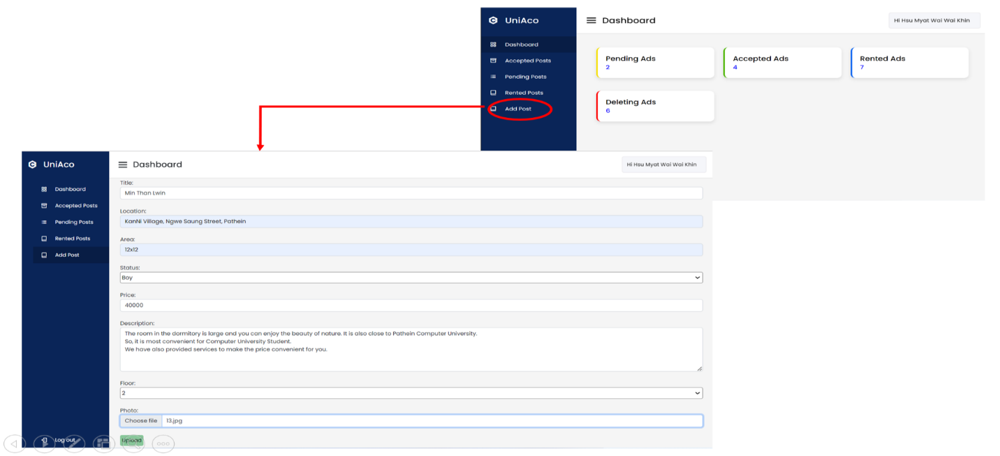 UniAco
Dashboard
Hi Hsu Myat Wai Wai Khin
Dashboard
Accepted Posts
Pending Posts
Rented Posts
Add Post
Pending Ads
2
Accepted Ads
4
Rented Ads
7
Deleting Ads
6
UniAco
Dashboard
Hi Hsu Myat Wai Wai Khin
Dashboard
Accepted Posts
Pending Posts
Rented Posts
Add Post
Log out
Title:
Min Than Lwin
Location:
KanNi Village, Ngwe Saung Street, Pathein
Area:
12x12
Status:
Boy
Price:
40000
Description:
The room in the dormitory is large and you can enjoy the beauty of nature. It is also close to Pathein Computer University.
So, it is most convenient for Computer University Student.
We have also provided services to make the price convenient for you.
Floor:
2
Photo:
Choose file 13.jpg
Upload